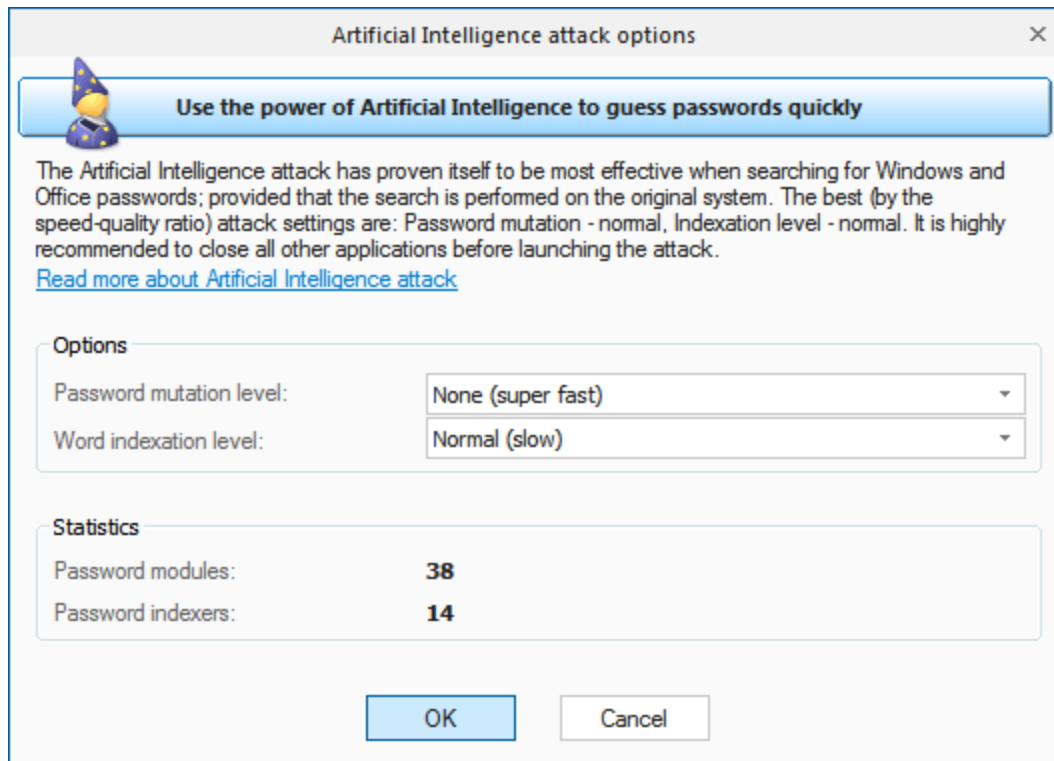 Artificial Intelligence attack options
Use the power of Artificial Intelligence to guess passwords quickly
The Artificial Intelligence attack has proven itself to be most effective when searching for Windows and
Office passwords; provided that the search is performed on the original system. The best (by the
speed-quality ratio) attack settings are: Password mutation - normal, Indexation level - normal. It is highly
recommended to close all other applications before launching the attack.
Read more about Artificial Intelligence attack
Options
Password mutation level: None (super fast)
Word indexation level: Normal (slow)
Statistics
Password modules: 38
Password indexers: 14
OK Cancel